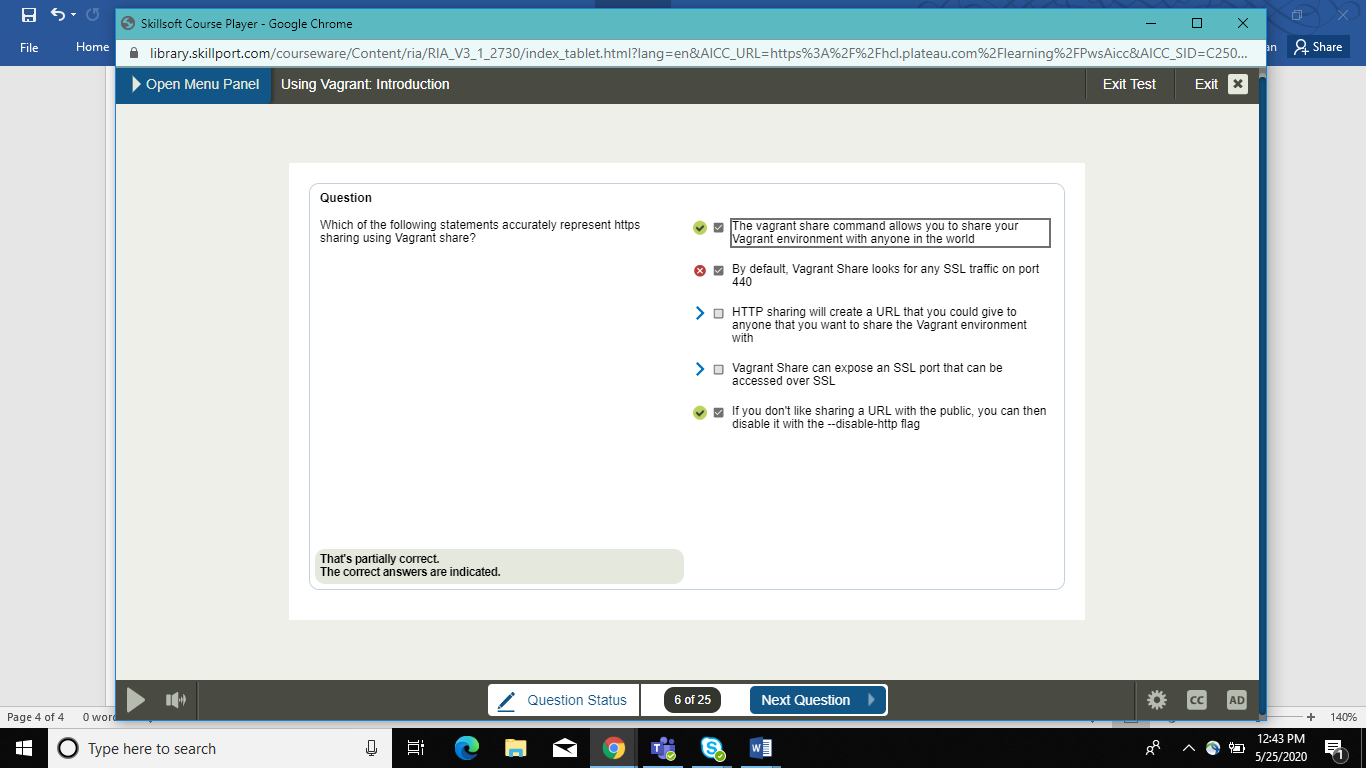 Skillsoft Course Player - Google Chrome
File
Home
Share
library.skillport.com/courseware/Content/ria/RIA_V3_1_2730/index_tablet.html?lang=en&AICC_URL=https%3A%2F%2Fhcl.plateau.com%2Flearning%2FPwsAicc&AICC_SID=C250...
Open Menu Panel
Using Vagrant: Introduction
Exit Test
Exit
Question
Which of the following statements accurately represent https
sharing using Vagrant share?
The vagrant share command allows you to share your
Vagrant environment with anyone in the world
By default, Vagrant Share looks for any SSL traffic on port
440
HTTP sharing will create a URL that you could give to
anyone that you want to share the Vagrant environment
with
Vagrant Share can expose an SSL port that can be
accessed over SSL
If you don't like sharing a URL with the public, you can then
disable it with the --disable-http flag
That's partially correct.
The correct answers are indicated.
Question Status
6 of 25
Next Question
CC
AD
Page 4 of 4
0
140%
Type here to search
12:43 PM
5/25/2020
1